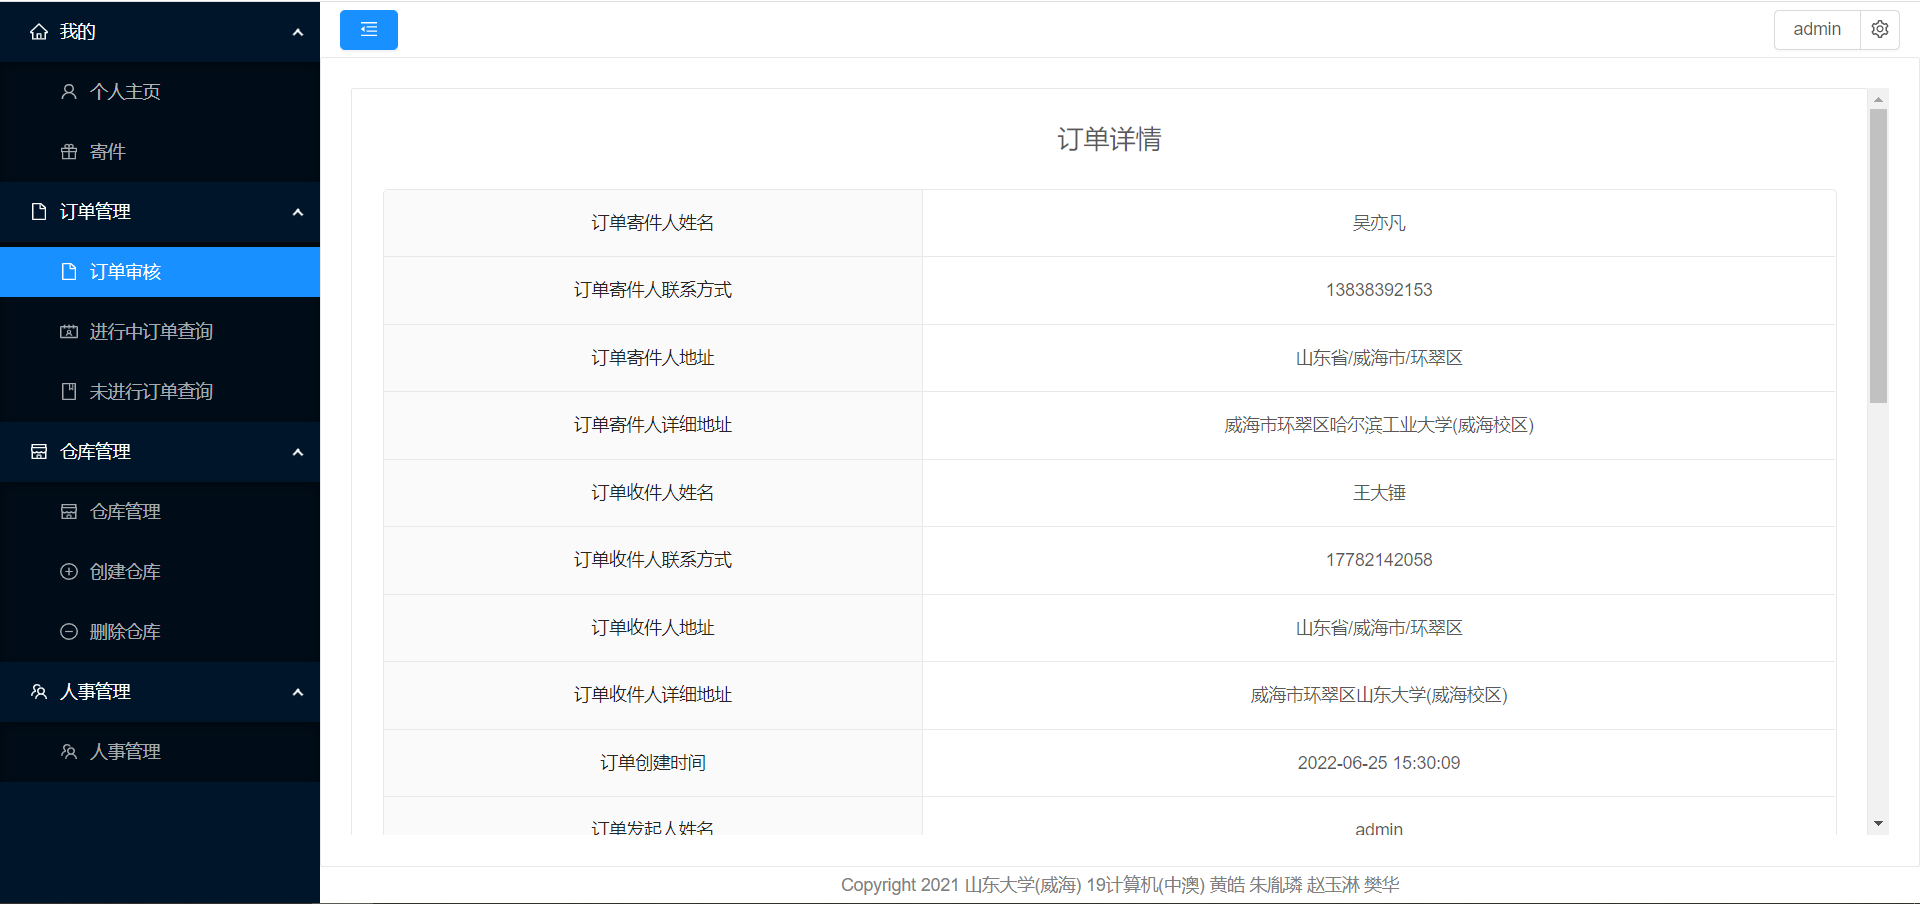 我的
个人主页
寄件
订单管理
订单审核
进行中订单查询
未进行订单查询
仓库管理
仓库管理
创建仓库
删除仓库
人事管理
人事管理
admin
订单详情
订单寄件人姓名 吴亦凡
订单寄件人联系方式 13838392153
订单寄件人地址 山东省/威海市/环翠区
订单寄件人详细地址 威海市环翠区哈尔滨工业大学(威海校区)
订单收件人姓名 王大锤
订单收件人联系方式 17782142058
订单收件人地址 山东省/威海市/环翠区
订单收件人详细地址 威海市环翠区山东大学(威海校区)
订单创建时间 2022-06-25 15:30:09
订单发起人姓名 admin
Copyright 2021 山东大学(威海) 19计算机(中澳) 黄皓 朱胤璘 赵玉淋 樊华